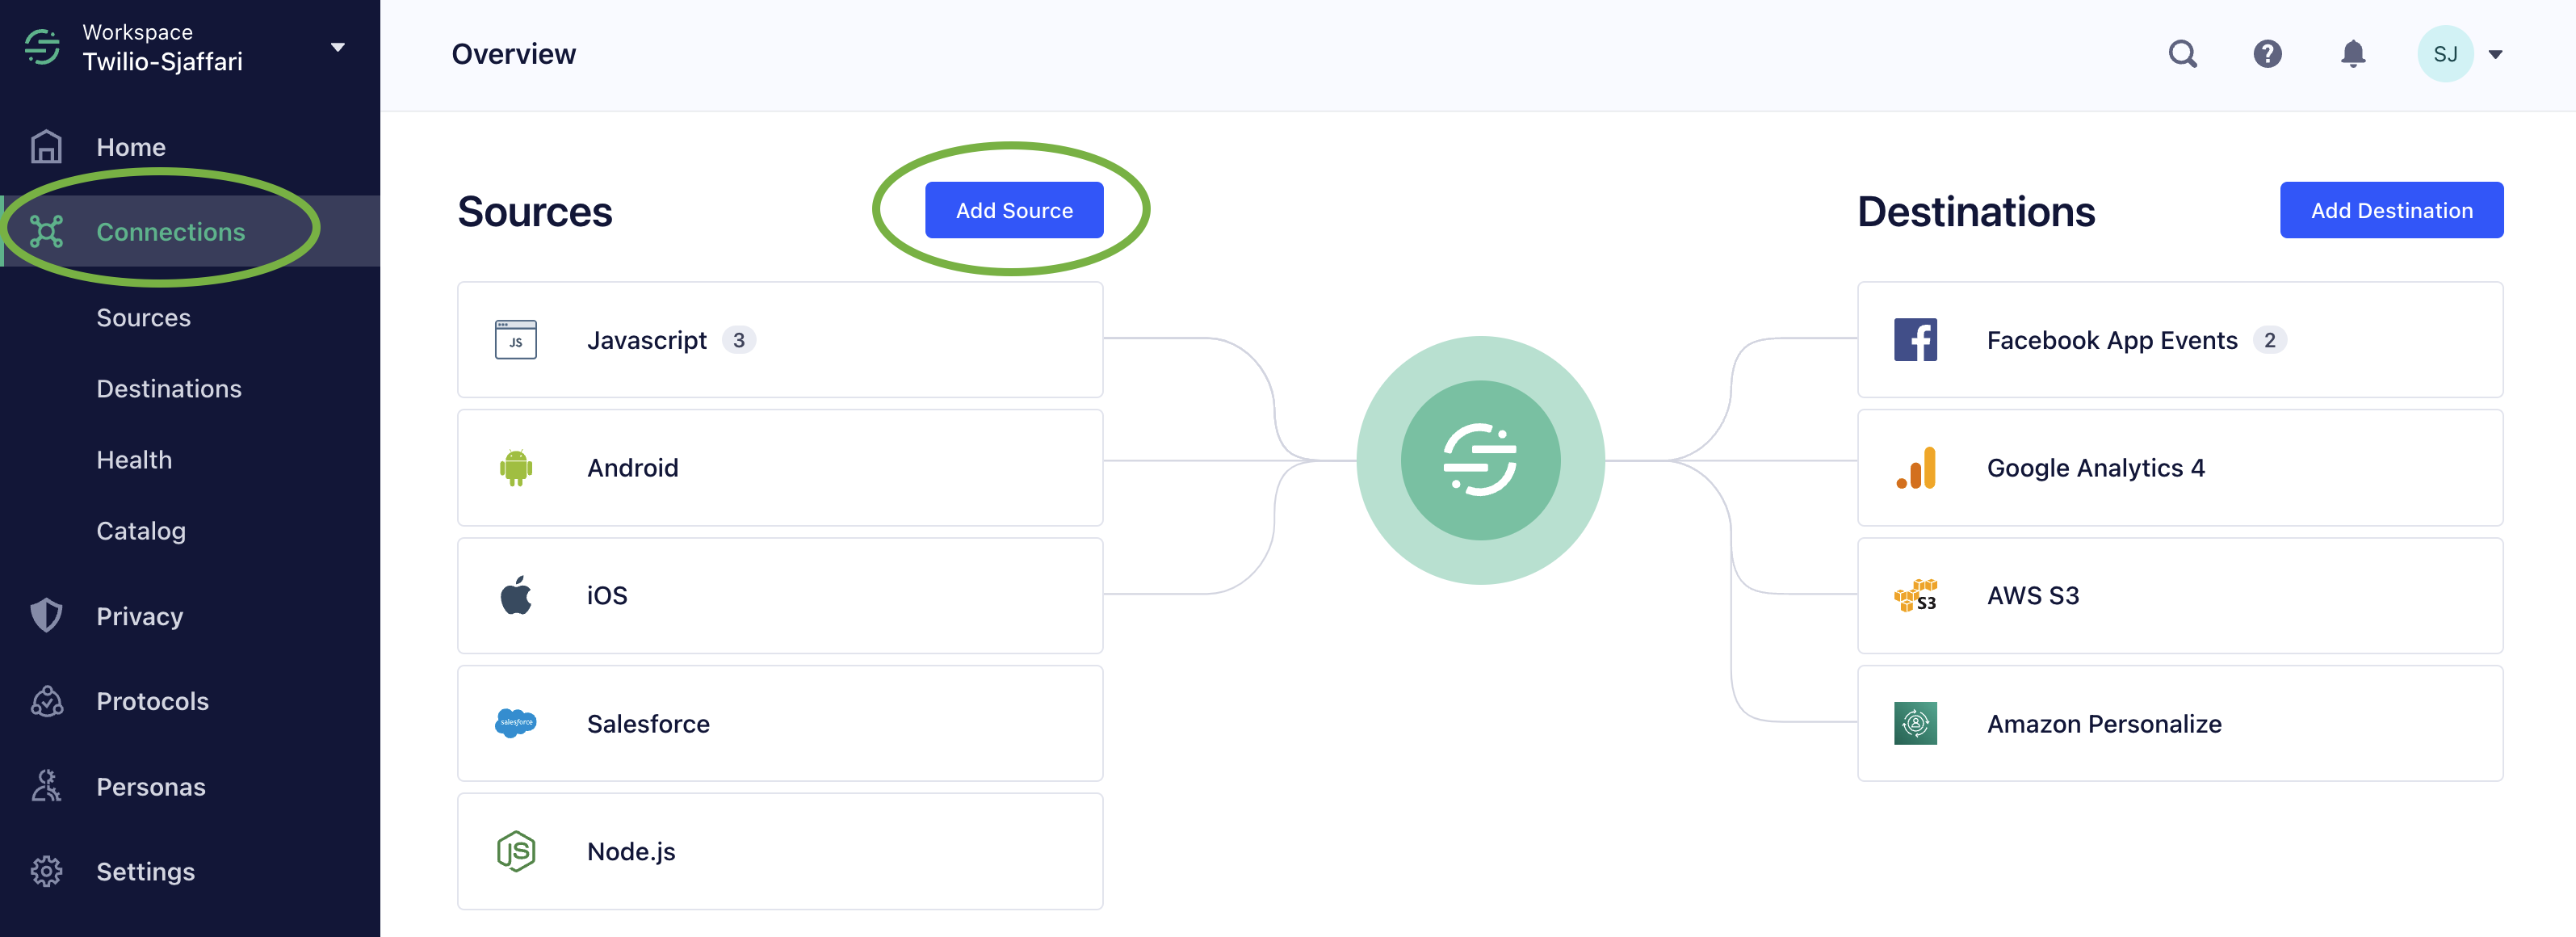 Workspace
Twilio-Sjaffari
Home
Connections
Sources
Destinations
Health
Catalog
Privacy
Protocols
Personas
Settings
Overview
SJ
Sources
Add Source
JS
Javascript 3
Android
iOS
salesforce
Salesforce
JS
Node.js
Destinations
Add Destination
Facebook App Events 2
Google Analytics 4
S3
AWS S3
Amazon Personalize